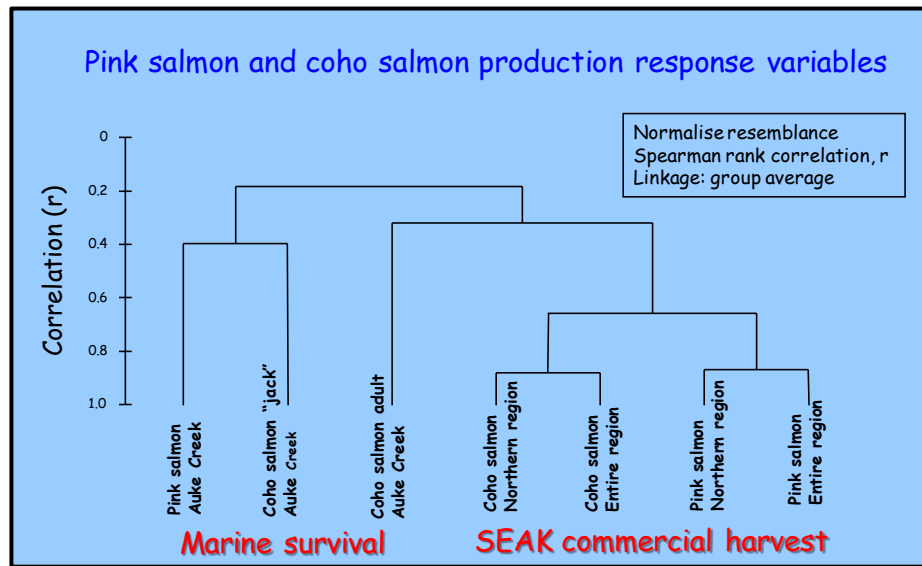 Pink salmon and coho salmon production response variables
Normalise resemblance
Spearman rank correlation, r
Linkage: group average
Correlation (r)
0
0.2
0.4
0.6
0.8
1.0
Pink salmon
Auke Creek
Coho salmon "jack"
Auke Creek
Coho salmon adult
Auke Creek
Coho salmon
Northern region
Coho salmon
Entire region
Pink salmon
Northern region
Pink salmon
Entire region
Marine survival
SEAK commercial harvest